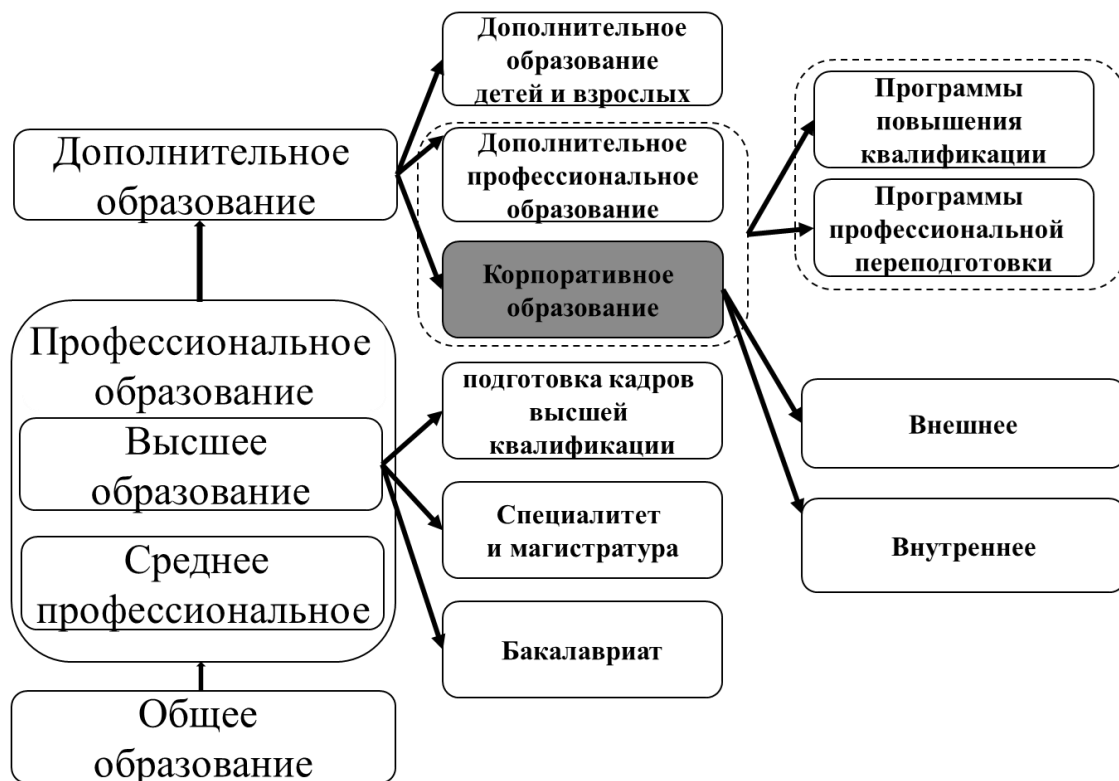 Дополнительное
образование
Профессиональное
образование
Высшее
образование
Среднее
профессиональное
Общее
образование
Дополнительное
образование
детей и взрослых
Дополнительное
профессиональное
образование
Корпоративное
образование
подготовка кадров
высшей
квалификации
Специалитет
и магистратура
Бакалавриат
Программы
повышения
квалификации
Программы
профессиональной
переподготовки
Внешнее
Внутреннее